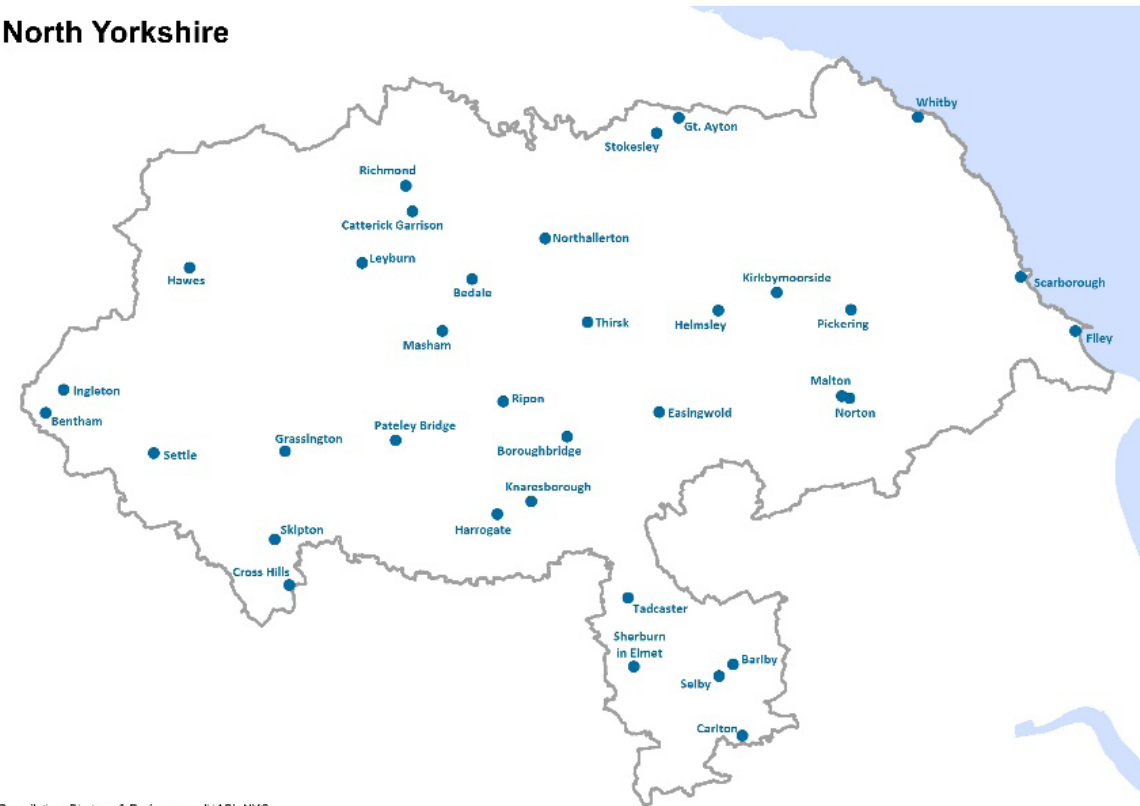 North Yorkshire
Whitby
Gt. Ayton
Stokesley
Richmond
Catterick Garrison
Northallerton
Leyburn
Hawes
Bedale
Kirkbymoorside
Scarborough
Thirsk
Helmsley
Pickering
Masham
Filey
Malton
Ingleton
Ripon
Norton
Easingwold
Bentham
Pateley Bridge
Grassington
Boroughbridge
Settle
Knaresborough
Harrogate
Skipton
Cross Hills
Tadcaster
Sherburn
in Elmet
Barlby
Selby
Carlton